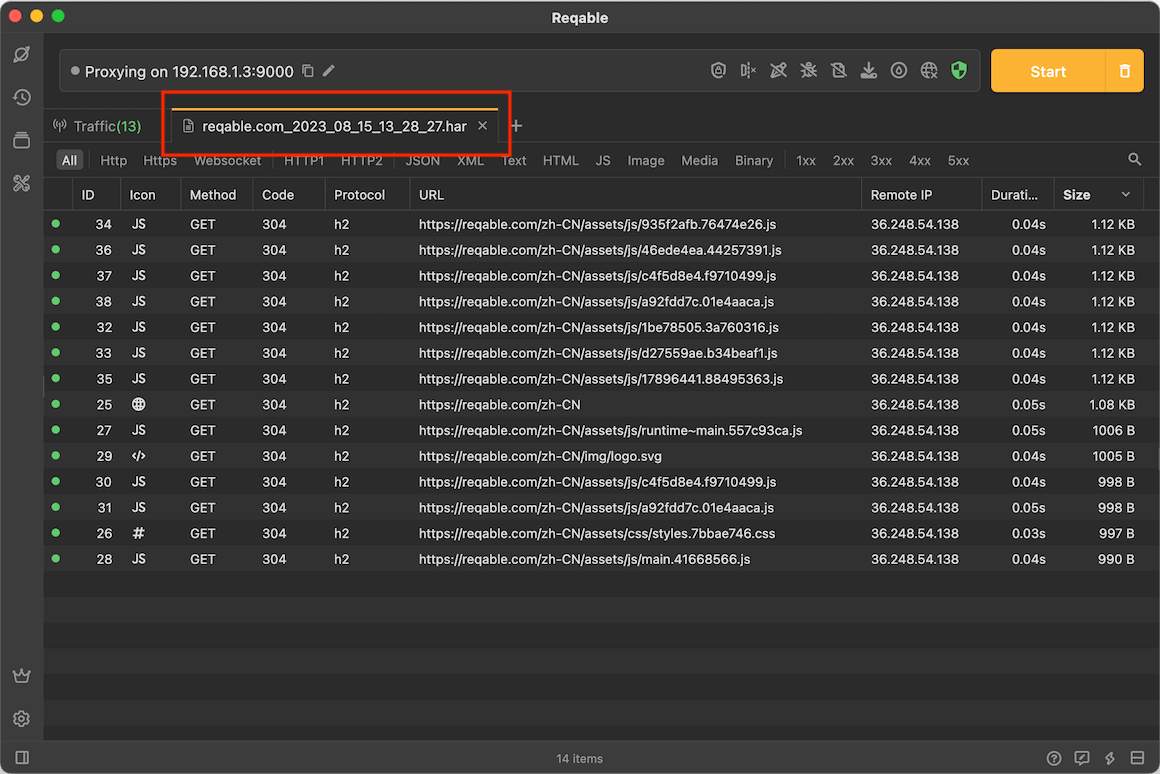 Reqable
Proxying on 192.168.1.3:9000 Start
Traffic(13) reqable.com_2023_08_15_13_28_27.har
All Http Https Websocket HTTP1 HTTP2 JSON XML Text HTML JS Image Media Binary 1xx 2xx 3xx 4xx 5xx
ID Icon Method Code Protocol URL Remote IP Durati... Size
34 JS GET 304 h2 https://reqable.com/zh-CN/assets/js/935f2afb.76474e26.js 36.248.54.138 0.04s 1.12 KB
36 JS GET 304 h2 https://reqable.com/zh-CN/assets/js/46ede4ea.44257391.js 36.248.54.138 0.04s 1.12 KB
37 JS GET 304 h2 https://reqable.com/zh-CN/assets/js/c4f5d8e4.f9710499.js 36.248.54.138 0.04s 1.12 KB
38 JS GET 304 h2 https://reqable.com/zh-CN/assets/js/a92fdd7c.01e4aaca.js 36.248.54.138 0.04s 1.12 KB
32 JS GET 304 h2 https://reqable.com/zh-CN/assets/js/1be78505.3a760316.js 36.248.54.138 0.04s 1.12 KB
33 JS GET 304 h2 https://reqable.com/zh-CN/assets/js/d27559ae.b34beaf1.js 36.248.54.138 0.04s 1.12 KB
35 JS GET 304 h2 https://reqable.com/zh-CN/assets/js/17896441.88495363.js 36.248.54.138 0.04s 1.12 KB
25 GET 304 h2 https://reqable.com/zh-CN 36.248.54.138 0.05s 1.08 KB
27 JS GET 304 h2 https://reqable.com/zh-CN/assets/js/runtime~main.557c93ca.js 36.248.54.138 0.05s 1006 B
29 </> GET 304 h2 https://reqable.com/zh-CN/img/logo.svg 36.248.54.138 0.04s 1005 B
30 JS GET 304 h2 https://reqable.com/zh-CN/assets/js/c4f5d8e4.f9710499.js 36.248.54.138 0.04s 998 B
31 JS GET 304 h2 https://reqable.com/zh-CN/assets/js/a92fdd7c.01e4aaca.js 36.248.54.138 0.05s 998 B
26 # GET 304 h2 https://reqable.com/zh-CN/assets/css/styles.7bbae746.css 36.248.54.138 0.03s 997 B
28 JS GET 304 h2 https://reqable.com/zh-CN/assets/js/main.41668566.js 36.248.54.138 0.04s 990 B
14 items